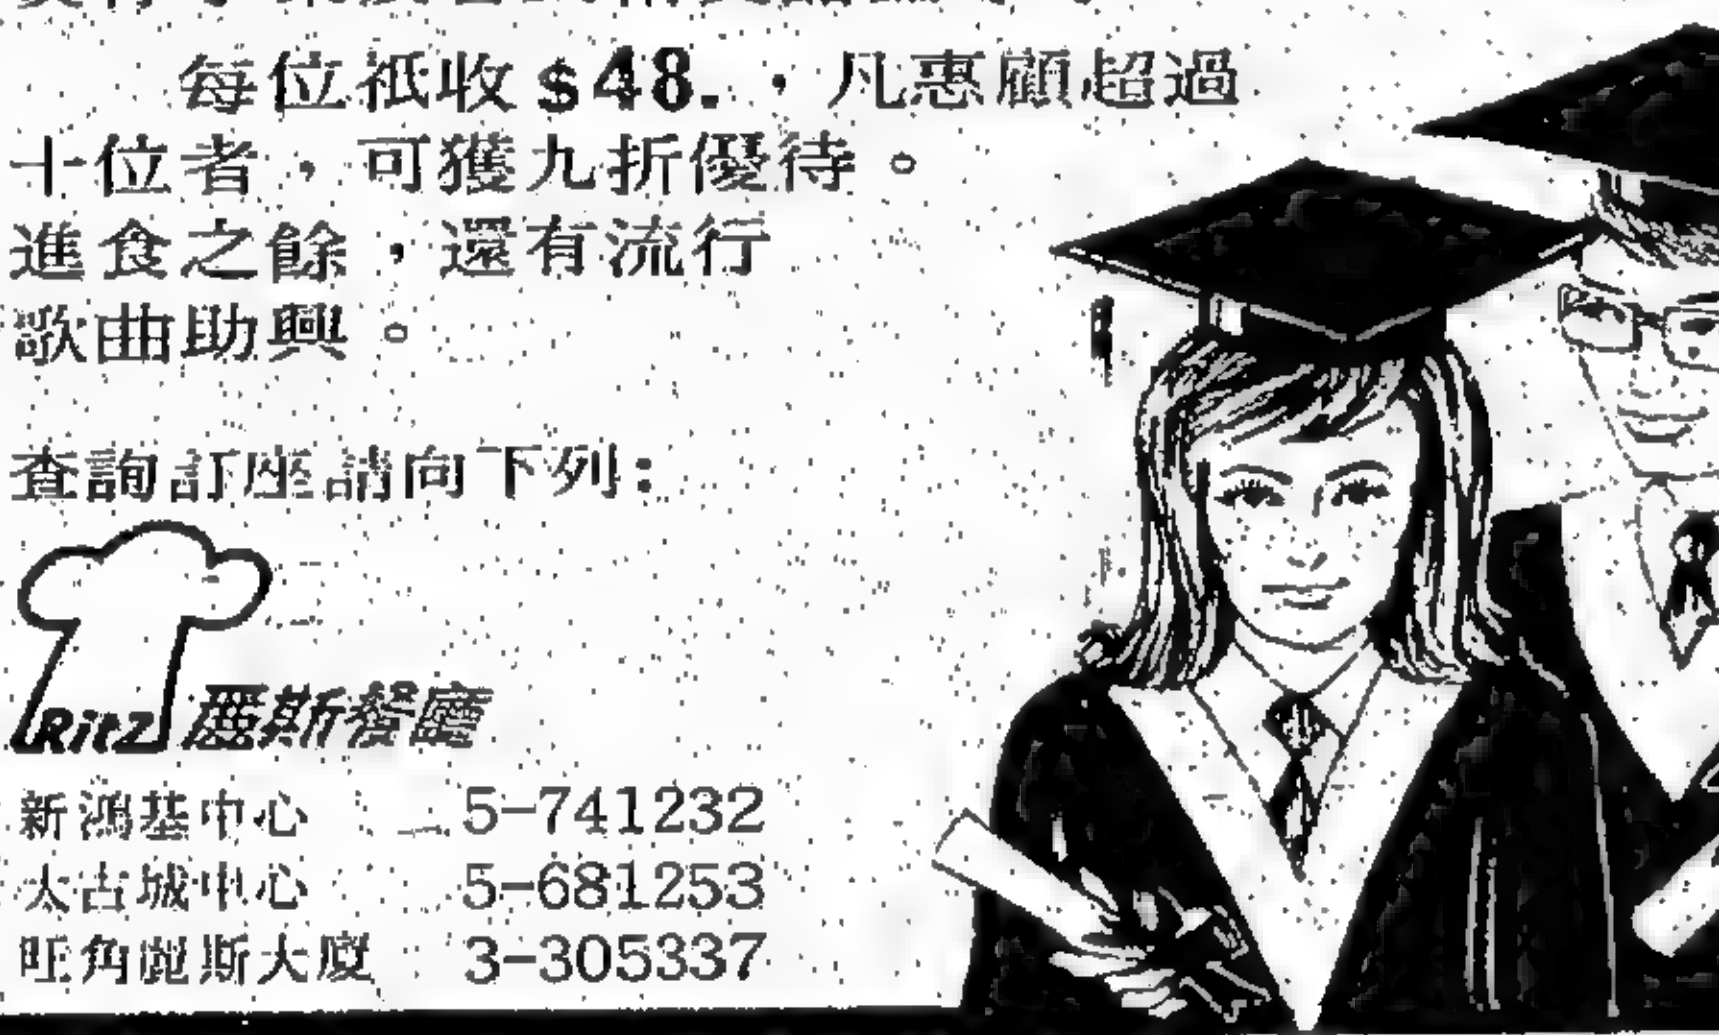 每位祇收$48.，凡惠顧超過
十位者，可獲九折優待。
進食之餘，還有流行
歌曲助興。
查詢訂座請向下列：
RitZ 麗斯餐廳
新鴻基中心 5-741232
太古城中心 5-681253
旺角麗斯大廈 3-305337